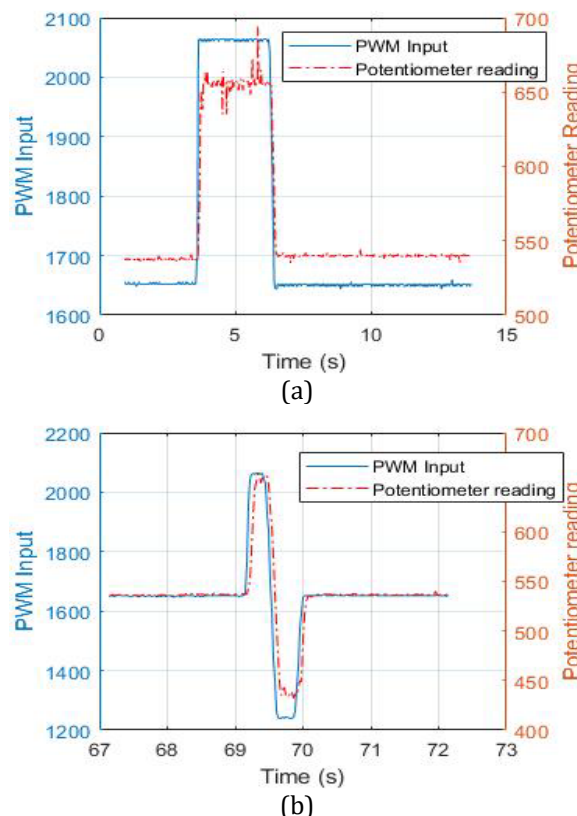 2100
2000
1900
1800
1700
1600
PWM Input
PWM Input
Potentiometer reading
700
650
600
550
500
Potentiometer Reading
0
5
10
15
Time (s)
(a)
2200
2000
1800
1600
1400
1200
PWM Input
PWM Input
Potentiometer reading
700
600
550
500
450
400
Potentiometer reading
67
68
69
70
71
72
73
Time (s)
(b)